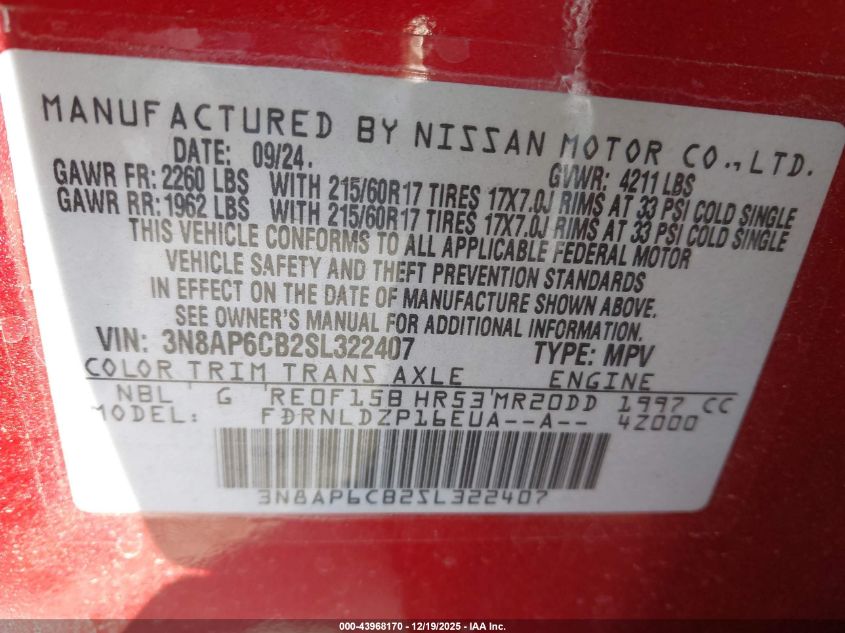 MANUFACTURED BY NISSAN MOTOR CO., LTD.
DATE: 09/24. GVWR: 4211 LBS
GAWR FR: 2260 LBS WITH 215/60R17 TIRES 17X7.0J RIMS AT 33 PSI COLD SINGLE
GAWR RR: 1962 LBS WITH 215/60R17 TIRES 17X7.0J RIMS AT 33 PSI COLD SINGLE
THIS VEHICLE CONFORMS TO ALL APPLICABLE FEDERAL MOTOR
VEHICLE SAFETY AND THEFT PREVENTION STANDARDS
IN EFFECT ON THE DATE OF MANUFACTURE SHOWN ABOVE.
SEE OWNER'S MANUAL FOR ADDITIONAL INFORMATION.
VIN: 3N8AP6CB2SL322407 TYPE: MPV
COLOR TRIM TRANS AXLE ENGINE
NBL G RE0F15B HR53 MR20DD 1997 CC
MODEL: FDRNLDZP16EUA--A-- 4Z000
3N8AP6CB2SL322407
000-43968170 | 12/19/2025 - IAA Inc.